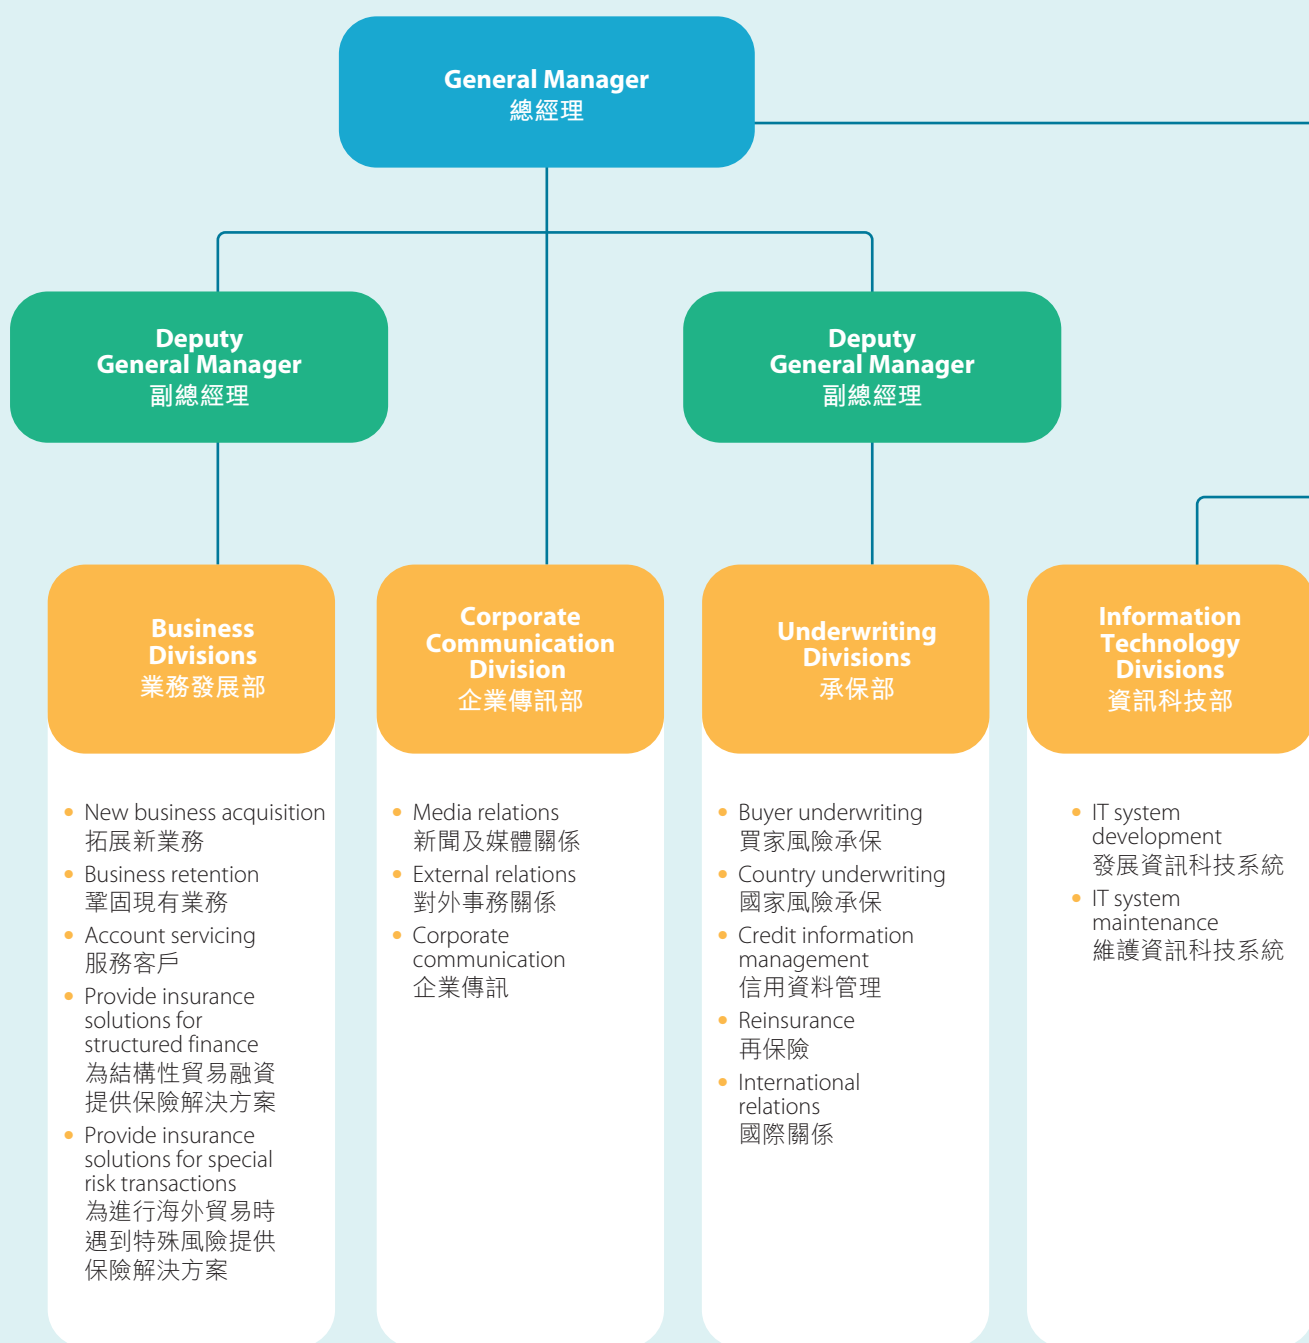 General Manager
總經理
Deputy
General Manager
副總經理
Deputy
General Manager
副總經理
Business
Divisions
業務發展部
• New business acquisition
拓展新業務
• Business retention
鞏固現有業務
• Account servicing
服務客戶
• Provide insurance
solutions for
structured finance
為結構性貿易融資
提供保險解決方案
• Provide insurance
solutions for special
risk transactions
為進行海外貿易時
遇到特殊風險提供
保險解決方案
Corporate
Communication
Division
企業傳訊部
• Media relations
新聞及媒體關係
• External relations
對外事務關係
• Corporate
communication
企業傳訊
Underwriting
Divisions
承保部
• Buyer underwriting
買家風險承保
• Country underwriting
國家風險承保
• Credit information
management
信用資料管理
• Reinsurance
再保險
• International
relations
國際關係
Information
Technology
Divisions
資訊科技部
• IT system
development
發展資訊科技系統
• IT system
maintenance
維護資訊科技系統